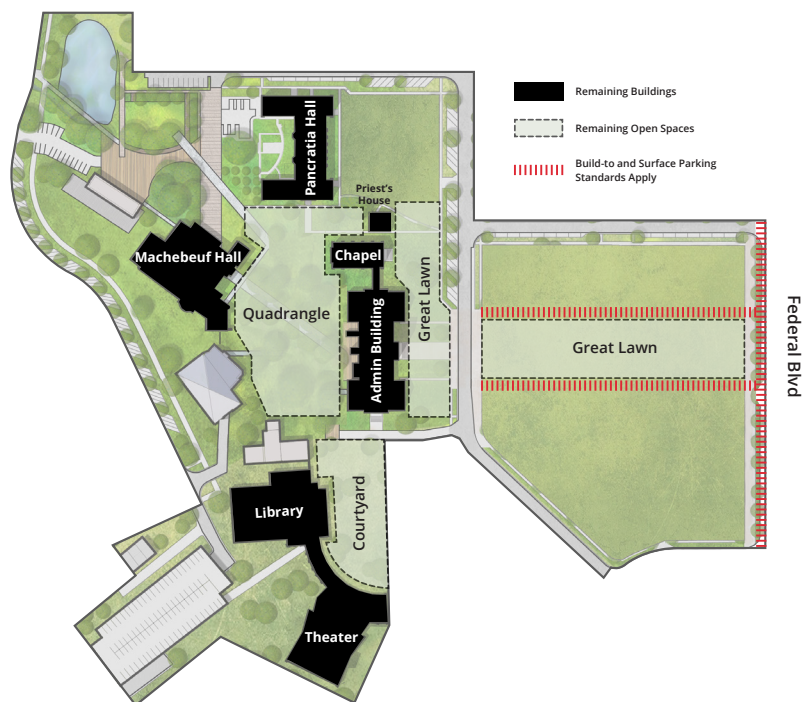 Remaining Buildings
Remaining Open Spaces
Build-to and Surface Parking
Standards Apply
Pancratia Hall
Priest's
House
Machebeuf Hall
Chapel
Quadrangle
Great Lawn
Admin Building
Great Lawn
Federal Blvd
Library
Courtyard
Theater